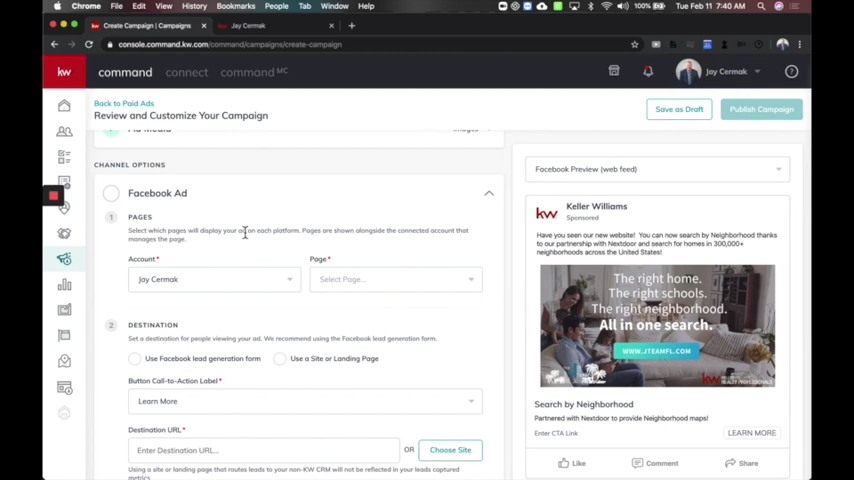 Chrome File Edit View History Bookmarks People Tab Window Help
100% Tue Feb 11 7:40 AM
Create Campaign | Campaigns
Jay Cermak
console.command.kw.com/command/campaigns/create-campaign
kw command connect command MC
Jay Cermak
Back to Paid Ads
Review and Customize Your Campaign
Save as Draft
Publish Campaign
Ad Media
Images
CHANNEL OPTIONS
Facebook Ad
1 PAGES
Select which pages will display your on each platform. Pages are shown alongside the connected account that
manages the page.
Account*
Page*
Jay Cermak
Select Page...
2 DESTINATION
Set a destination for people viewing your ad. We recommend using the Facebook lead generation form.
Use Facebook lead generation form
Use a Site or Landing Page
Button Call-to-Action Label*
Learn More
Destination URL*
Enter Destination URL...
OR
Choose Site
Using a site or landing page that routes leads to your non-KW CRM will not be reflected in your leads captured
metrics.
Facebook Preview (web feed)
kw
Keller Williams
Sponsored
Have you seen our new website! You can now search by Neighborhood thanks
to our partnership with Nextdoor and search for homes in 300,000+
neighborhoods across the United States!
The right home.
The right schools.
The right neighborhood.
All in one search.
WWW.JTEAMFL.COM
kw
REALTY PROFESSIONALS
Search by Neighborhood
Partnered with Nextdoor to provide Neighborhood maps!
Enter CTA Link
LEARN MORE
Like
Comment
Share